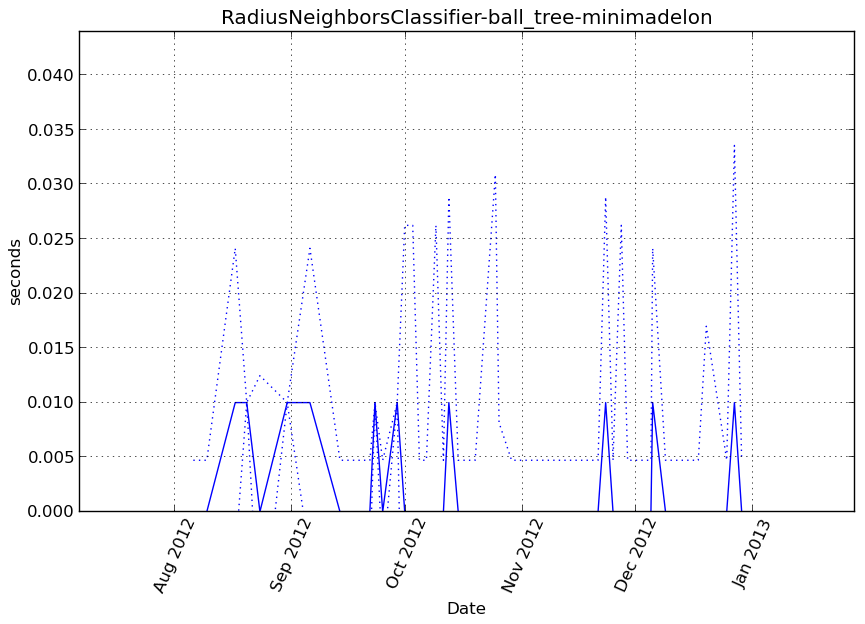 RadiusNeighborsClassifier-ball_tree-minimadelon
0.040
0.035
0.030
0.025
0.020
0.015
0.010
0.005
0.000
seconds
Aug 2012
Sep 2012
Oct 2012
Nov 2012
Dec 2012
Jan 2013
Date